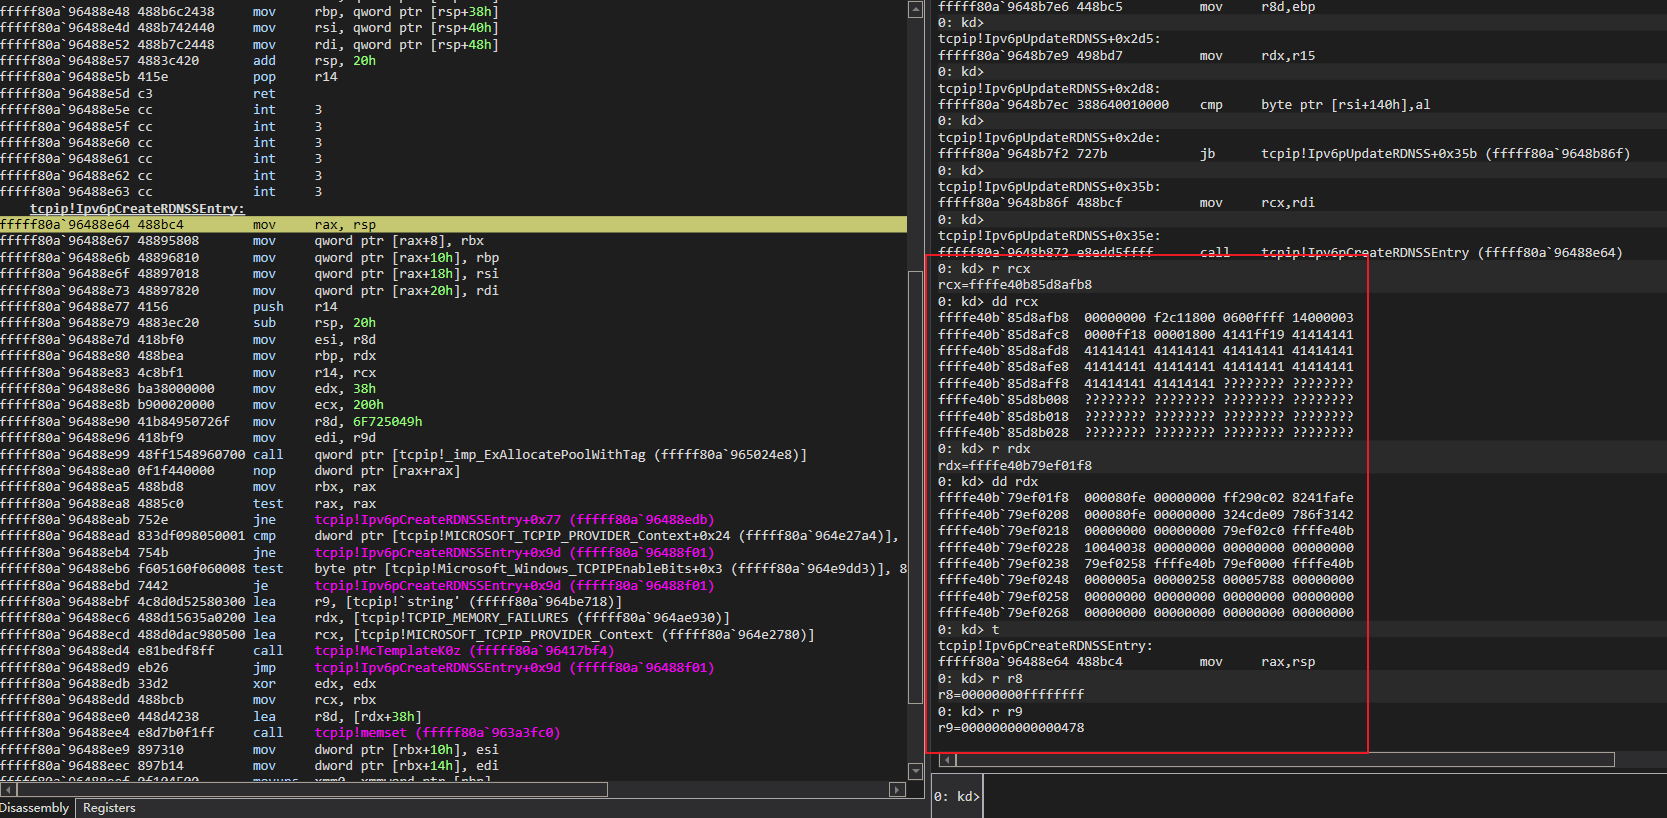 fffff80a`96488e48 488b6c2438 mov rbp, qword ptr [rsp+38h]
fffff80a`96488e4d 488b742440 mov rsi, qword ptr [rsp+40h]
fffff80a`96488e52 488b7c2448 mov rdi, qword ptr [rsp+48h]
fffff80a`96488e57 4883c420 add rsp, 20h
fffff80a`96488e5b 415e pop r14
fffff80a`96488e5d c3 ret
fffff80a`96488e5e cc int 3
fffff80a`96488e5f cc int 3
fffff80a`96488e60 cc int 3
fffff80a`96488e61 cc int 3
fffff80a`96488e62 cc int 3
fffff80a`96488e63 cc int 3
tcpip!Ipv6pCreateRDNSSEntry:
fffff80a`96488e64 488bc4 mov rax, rsp
fffff80a`96488e67 48895808 mov qword ptr [rax+8], rbx
fffff80a`96488e6b 48896810 mov qword ptr [rax+10h], rbp
fffff80a`96488e6f 48897018 mov qword ptr [rax+18h], rsi
fffff80a`96488e73 48897820 mov qword ptr [rax+20h], rdi
fffff80a`96488e77 4156 push r14
fffff80a`96488e79 4883ec20 sub rsp, 20h
fffff80a`96488e7d 418bf0 mov esi, r8d
fffff80a`96488e80 488bea mov rbp, rdx
fffff80a`96488e83 4c8bf1 mov r14, rcx
fffff80a`96488e86 ba38000000 mov edx, 38h
fffff80a`96488e8b b900020000 mov ecx, 200h
fffff80a`96488e90 41b84950726f mov r8d, 6F725049h
fffff80a`96488e96 418bf9 mov edi, r9d
fffff80a`96488e99 48ff1548960700 call qword ptr [tcpip!_imp_ExAllocatePoolWithTag (fffff80a`965024e8)]
fffff80a`96488ea0 0f1f440000 nop dword ptr [rax+rax]
fffff80a`96488ea5 488bd8 mov rbx, rax
fffff80a`96488ea8 4885c0 test rax, rax
fffff80a`96488eab 752e jne tcpip!Ipv6pCreateRDNSSEntry+0x77 (fffff80a`96488edb)
fffff80a`96488ead 833df098050001 cmp dword ptr [tcpip!MICROSOFT_TCPIP_PROVIDER_Context+0x24 (fffff80a`964e27a4)],
fffff80a`96488eb4 754b jne tcpip!Ipv6pCreateRDNSSEntry+0x9d (fffff80a`96488f01)
fffff80a`96488eb6 f605160f060008 test byte ptr [tcpip!Microsoft_Windows_TCPIPEnableBits+0x3 (fffff80a`964e9dd3)], 8
fffff80a`96488ebd 7442 je tcpip!Ipv6pCreateRDNSSEntry+0x9d (fffff80a`96488f01)
fffff80a`96488ebf 4c8d0d52580300 lea r9, [tcpip!`string' (fffff80a`964be718)]
fffff80a`96488ec6 488d15635a0200 lea rdx, [tcpip!TCPIP_MEMORY_FAILURES (fffff80a`964ae930)]
fffff80a`96488ecd 488d0dac980500 lea rcx, [tcpip!MICROSOFT_TCPIP_PROVIDER_Context (fffff80a`964e2780)]
fffff80a`96488ed4 e81bedf8ff call tcpip!McTemplateK0z (fffff80a`96417bf4)
fffff80a`96488ed9 eb26 jmp tcpip!Ipv6pCreateRDNSSEntry+0x9d (fffff80a`96488f01)
fffff80a`96488edb 33d2 xor edx, edx
fffff80a`96488edd 488bcb mov rcx, rbx
fffff80a`96488ee0 448d4238 lea r8d, [rdx+38h]
fffff80a`96488ee4 e8d7b0f1ff call tcpip!memset (fffff80a`963a3fc0)
fffff80a`96488ee9 897310 mov dword ptr [rbx+10h], esi
fffff80a`96488eec 897b14 mov dword ptr [rbx+14h], edi
Disassembly Registers
fffff80a`9648b7e6 448bc5 mov r8d,ebp
0: kd>
tcpip!Ipv6pUpdateRDNSS+0x2d5:
fffff80a`9648b7e9 498bd7 mov rdx,r15
0: kd>
tcpip!Ipv6pUpdateRDNSS+0x2d8:
fffff80a`9648b7ec 388640010000 cmp byte ptr [rsi+140h],al
0: kd>
tcpip!Ipv6pUpdateRDNSS+0x2de:
fffff80a`9648b7f2 727b jb tcpip!Ipv6pUpdateRDNSS+0x35b (fffff80a`9648b86f)
0: kd>
tcpip!Ipv6pUpdateRDNSS+0x35b:
fffff80a`9648b86f 488bcf mov rcx,rdi
0: kd>
tcpip!Ipv6pUpdateRDNSS+0x35e:
fffff80a`9648b872 e8edd5ffff call tcpip!Ipv6pCreateRDNSSEntry (fffff80a`96488e64)
0: kd> r rcx
rcx=ffffe40b85d8afb8
0: kd> dd rcx
ffffe40b`85d8afb8 00000000 f2c11800 0600ffff 14000003
ffffe40b`85d8afc8 0000ff18 00001800 4141ff19 41414141
ffffe40b`85d8afd8 41414141 41414141 41414141 41414141
ffffe40b`85d8afe8 41414141 41414141 41414141 41414141
ffffe40b`85d8aff8 41414141 41414141 ???????? ????????
ffffe40b`85d8b008 ???????? ???????? ???????? ????????
ffffe40b`85d8b018 ???????? ???????? ???????? ????????
ffffe40b`85d8b028 ???????? ???????? ???????? ????????
0: kd> r rdx
rdx=ffffe40b79ef01f8
0: kd> dd rdx
ffffe40b`79ef01f8 000080fe 00000000 ff290c02 8241fafe
ffffe40b`79ef0208 000080fe 00000000 324cde09 786f3142
ffffe40b`79ef0218 00000000 00000000 79ef02c0 ffffe40b
ffffe40b`79ef0228 10040038 00000000 00000000 00000000
ffffe40b`79ef0238 79ef0258 ffffe40b 79ef0000 ffffe40b
ffffe40b`79ef0248 0000005a 00000258 00005788 00000000
ffffe40b`79ef0258 00000000 00000000 00000000 00000000
ffffe40b`79ef0268 00000000 00000000 00000000 00000000
0: kd> t
tcpip!Ipv6pCreateRDNSSEntry:
fffff80a`96488e64 488bc4 mov rax,rsp
0: kd> r r8
r8=00000000ffffffff
0: kd> r r9
r9=0000000000000478
0: kd>